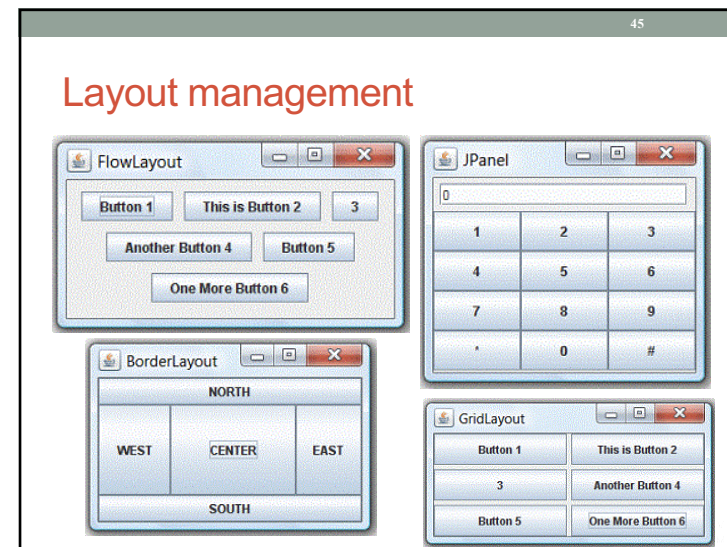 45
Layout management
FlowLayout
Button 1 This is Button 2 3
Another Button 4 Button 5
One More Button 6
JPanel
0
1 2 3
4 5 6
7 8 9
* 0 #
BorderLayout
NORTH
WEST CENTER EAST
SOUTH
GridLayout
Button 1 This is Button 2
3 Another Button 4
Button 5 One More Button 6